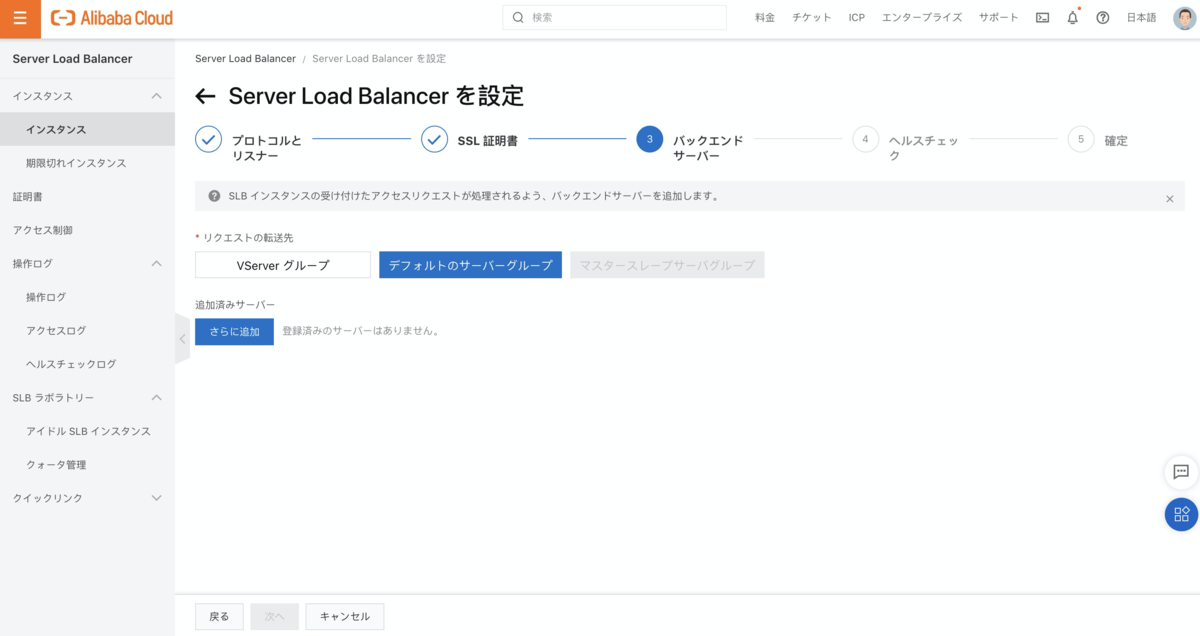 Alibaba Cloud
検索
料金
チケット
ICP
エンタープライズ
サポート
日本語
Server Load Balancer
インスタンス
インスタンス
期限切れインスタンス
証明書
アクセス制御
操作ログ
操作ログ
アクセスログ
ヘルスチェックログ
SLB ラボラトリー
アイドル SLB インスタンス
クォータ管理
クイックリンク
Server Load Balancer / Server Load Balancer を設定
Server Load Balancer を設定
プロトコルと
リスナー
SSL 証明書
3
バックエンド
サーバー
4
ヘルスチェッ
ク
5
確定
SLB インスタンスの受け付けたアクセスリクエストが処理されるよう、バックエンドサーバーを追加します。
* リクエストの転送先
VServer グループ
デフォルトのサーバーグループ
マスタースレーブサーバグループ
追加済みサーバー
さらに追加
登録済みのサーバーはありません。
戻る
次へ
キャンセル